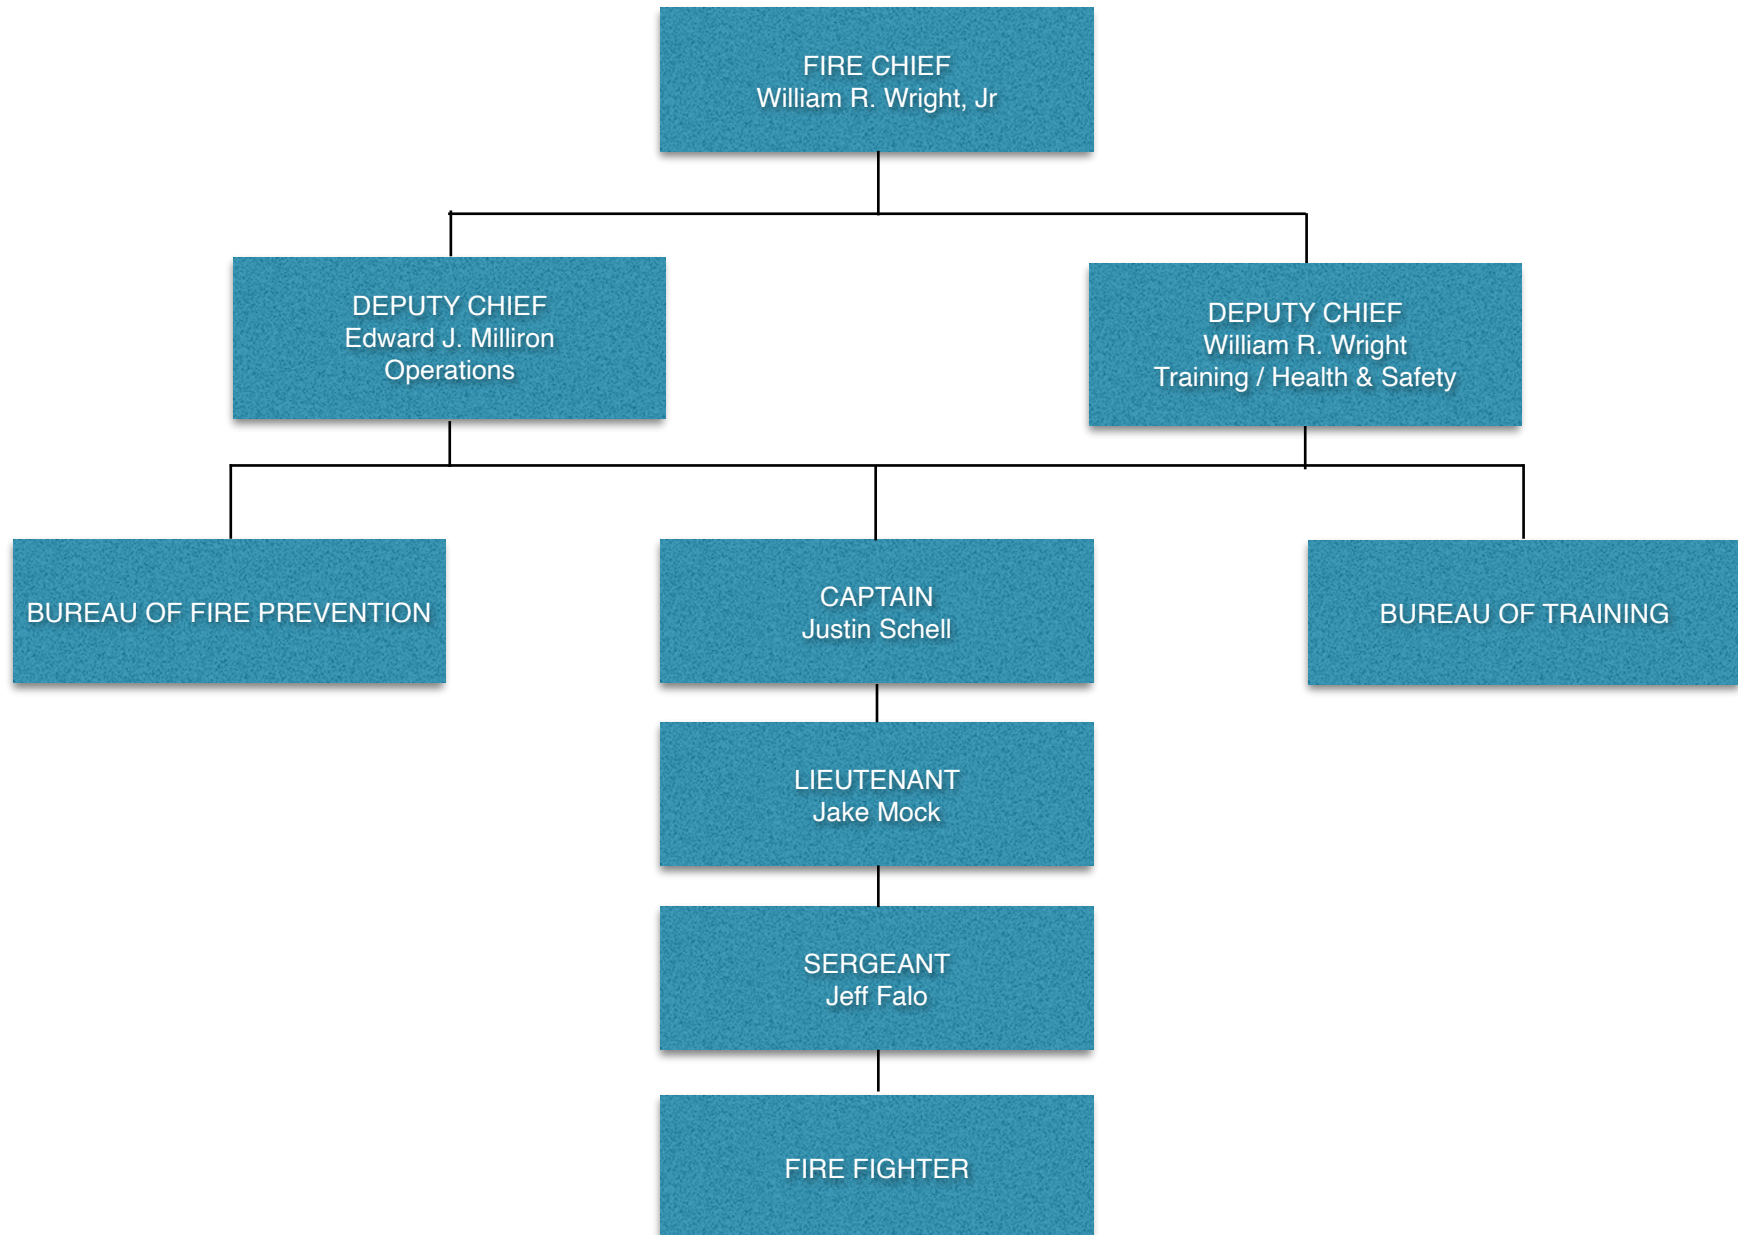 FIRE CHIEF
William R. Wright, Jr
DEPUTY CHIEF
Edward J. Milliron
Operations
DEPUTY CHIEF
William R. Wright
Training / Health & Safety
BUREAU OF FIRE PREVENTION
CAPTAIN
Justin Schell
BUREAU OF TRAINING
LIEUTENANT
Jake Mock
SERGEANT
Jeff Falo
FIRE FIGHTER